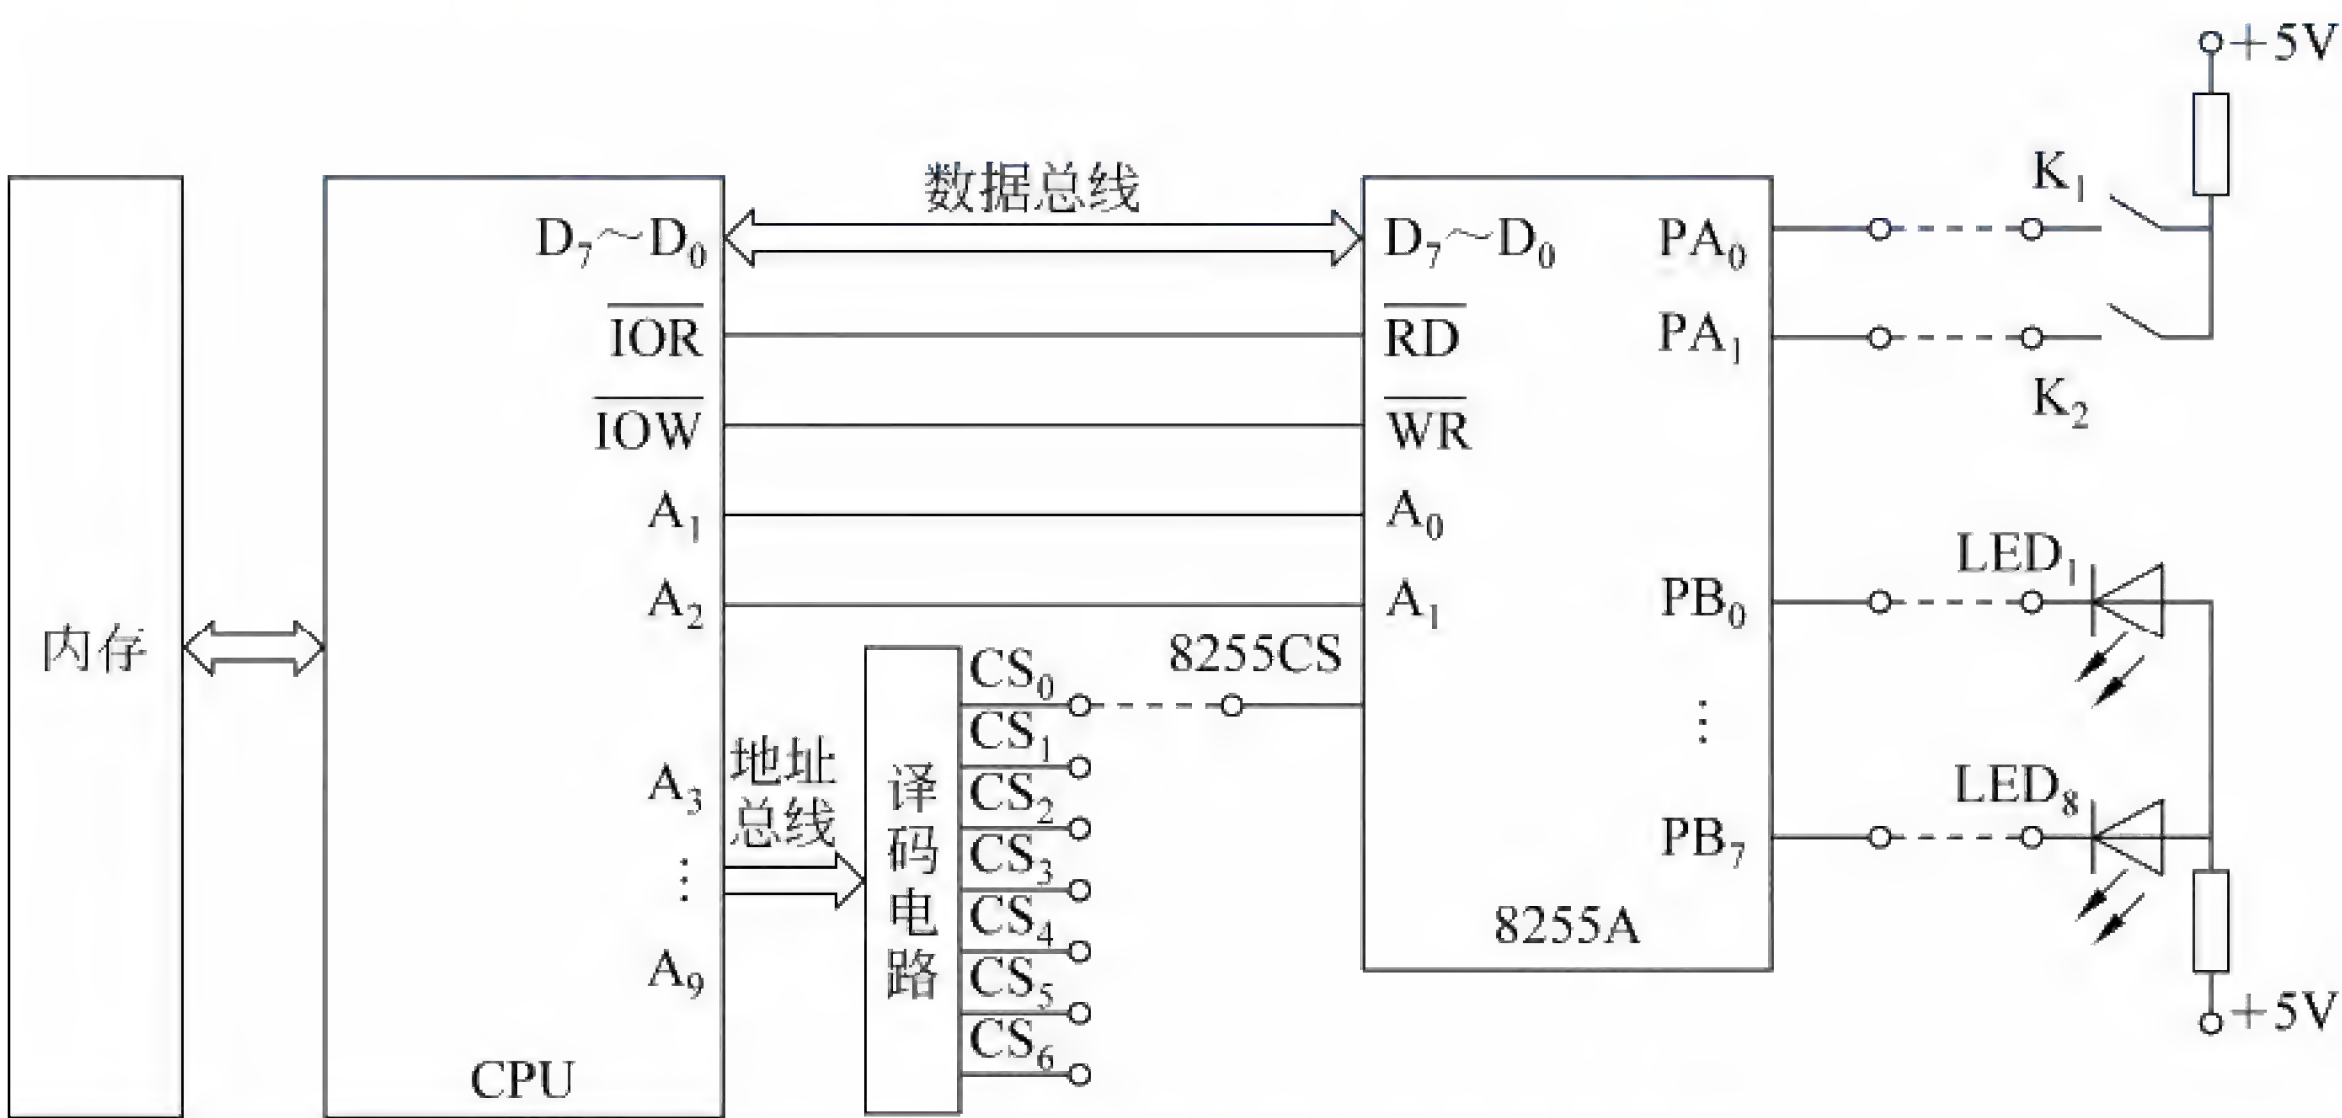 内存
CPU
D₇～D₀
IOR
IOW
A₁
A₂
A₃
⋮
A₉
数据总线
地址
总线
译
码
电
路
CS₀
CS₁
CS₂
CS₃
CS₄
CS₅
CS₆
8255CS
D₇～D₀
RD
WR
A₀
A₁
PA₀
PA₁
PB₀
⋮
PB₇
8255A
+5V
K₁
K₂
LED₁
LED₈
+5V